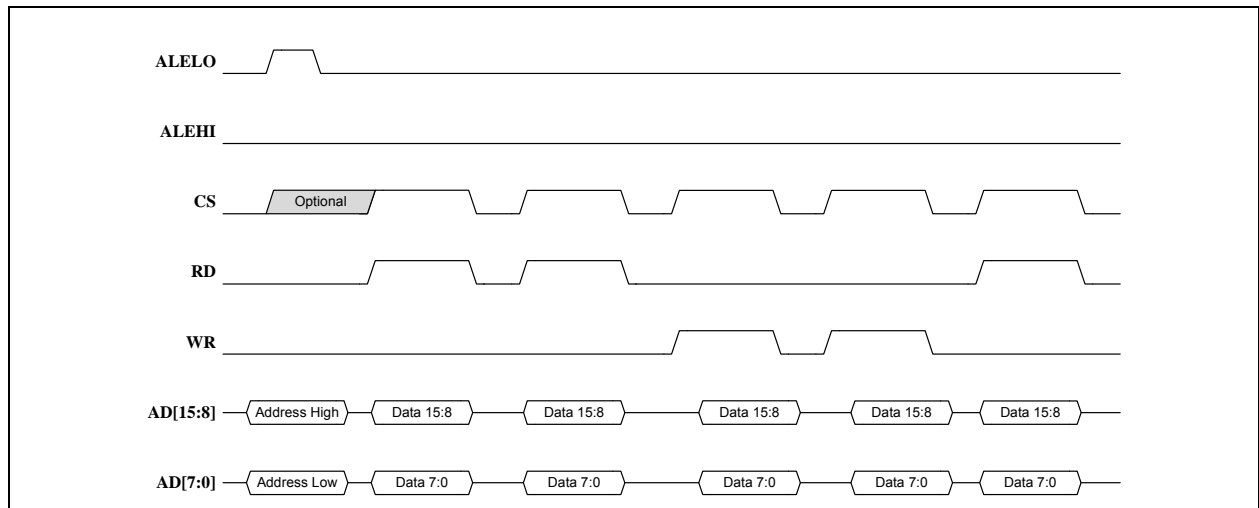 ALELO
ALEHI
CS Optional
RD
WR
AD[15:8] Address High Data 15:8 Data 15:8 Data 15:8 Data 15:8 Data 15:8
AD[7:0] Address Low Data 7:0 Data 7:0 Data 7:0 Data 7:0 Data 7:0